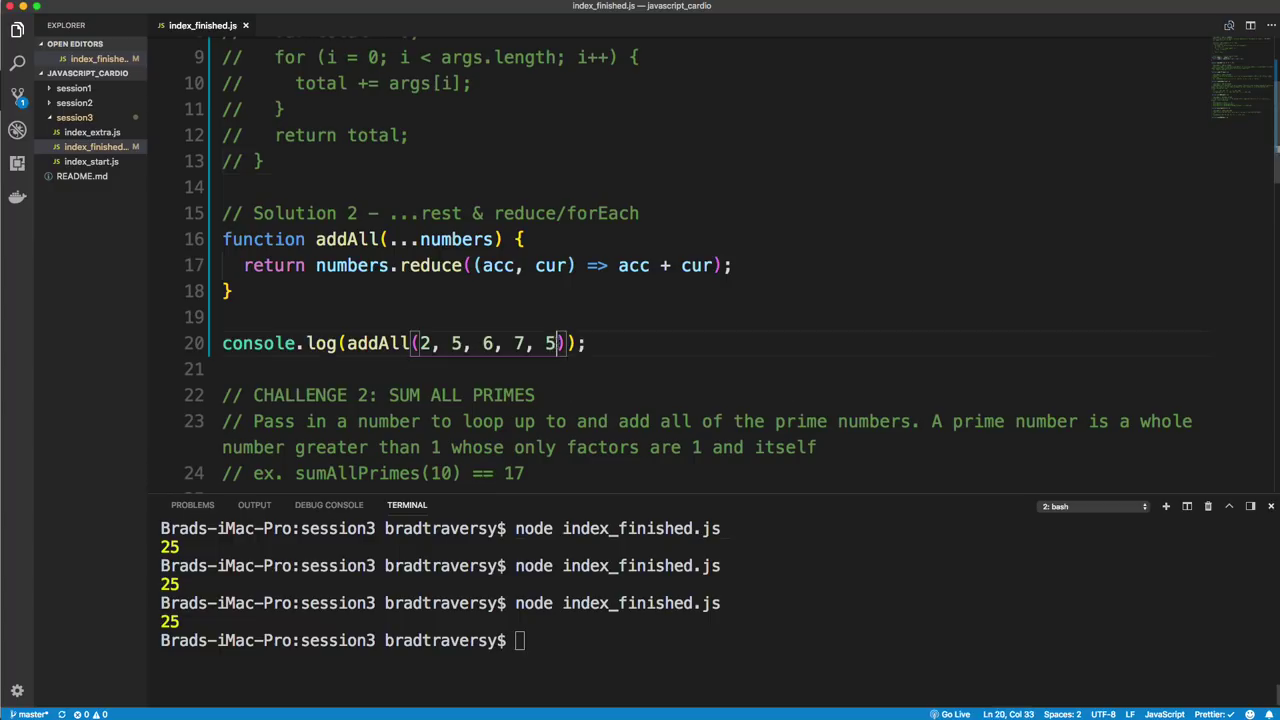 index_finished.js — javascript_cardio
EXPLORER
index_finished.js ×
OPEN EDITORS
index_finishe... M
JAVASCRIPT_CARDIO
session1
session2
session3
index_extra.js
index_finished... M
index_start.js
README.md
1
9 //   for (i = 0; i < args.length; i++) {
10 //     total += args[i];
11 //   }
12 //   return total;
13 // }
14
15 // Solution 2 - ...rest & reduce/forEach
16 function addAll(...numbers) {
17   return numbers.reduce((acc, cur) => acc + cur);
18 }
19
20 console.log(addAll(2, 5, 6, 7, 5));
21
22 // CHALLENGE 2: SUM ALL PRIMES
23 // Pass in a number to loop up to and add all of the prime numbers. A prime number is a whole
number greater than 1 whose only factors are 1 and itself
24 // ex. sumAllPrimes(10) == 17
PROBLEMS OUTPUT DEBUG CONSOLE TERMINAL 2: bash
Brads-iMac-Pro:session3 bradtraversy$ node index_finished.js
25
Brads-iMac-Pro:session3 bradtraversy$ node index_finished.js
25
Brads-iMac-Pro:session3 bradtraversy$ node index_finished.js
25
Brads-iMac-Pro:session3 bradtraversy$
master* 0 0 Go Live Ln 20, Col 33 Spaces: 2 UTF-8 LF JavaScript Prettier: ✓